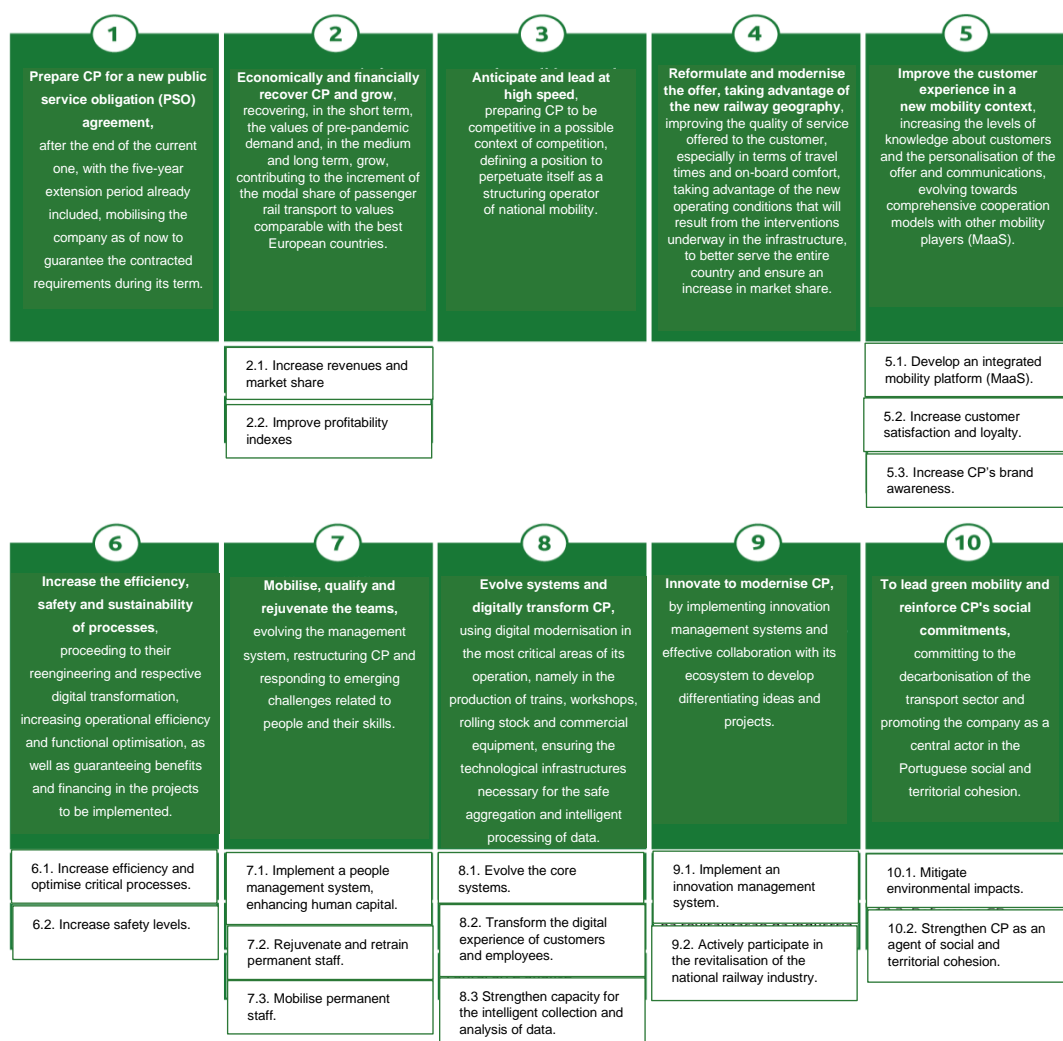 1
Prepare CP for a new public
service obligation (PSO)
agreement,
after the end of the current
one, with the five-year
extension period already
included, mobilising the
company as of now to
guarantee the contracted
requirements during its term.
2
Economically and financially
recover CP and grow,
recovering, in the short term,
the values of pre-pandemic
demand and, in the medium
and long term, grow,
contributing to the increment of
the modal share of passenger
rail transport to values
comparable with the best
European countries.
2.1. Increase revenues and
market share
2.2. Improve profitability
indexes
3
Anticipate and lead at
high speed,
preparing CP to be
competitive in a possible
context of competition,
defining a position to
perpetuate itself as a
structuring operator
of national mobility.
4
Reformulate and modernise
the offer, taking advantage of
the new railway geography,
improving the quality of service
offered to the customer,
especially in terms of travel
times and on-board comfort,
taking advantage of the new
operating conditions that will
result from the interventions
underway in the infrastructure,
to better serve the entire
country and ensure an
increase in market share.
5
Improve the customer
experience in a
new mobility context,
increasing the levels of
knowledge about customers
and the personalisation of the
offer and communications,
evolving towards
comprehensive cooperation
models with other mobility
players (MaaS).
5.1. Develop an integrated
mobility platform (MaaS).
5.2. Increase customer
satisfaction and loyalty.
5.3. Increase CP's brand
awareness.
6
Increase the efficiency,
safety and sustainability
of processes,
proceeding to their
reengineering and respective
digital transformation,
increasing operational efficiency
and functional optimisation, as
well as guaranteeing benefits
and financing in the projects
to be implemented.
6.1. Increase efficiency and
optimise critical processes.
6.2. Increase safety levels.
7
Mobilise, qualify and
rejuvenate the teams,
evolving the management
system, restructuring CP and
responding to emerging
challenges related to
people and their skills.
7.1. Implement a people
management system,
enhancing human capital.
7.2. Rejuvenate and retrain
permanent staff.
7.3. Mobilise permanent
staff.
8
Evolve systems and
digitally transform CP,
using digital modernisation in
the most critical areas of its
operation, namely in the
production of trains, workshops,
rolling stock and commercial
equipment, ensuring the
technological infrastructures
necessary for the safe
aggregation and intelligent
processing of data.
8.1. Evolve the core
systems.
8.2. Transform the digital
experience of customers
and employees.
8.3 Strengthen capacity for
the intelligent collection and
analysis of data.
9
Innovate to modernise CP,
by implementing innovation
management systems and
effective collaboration with its
ecosystem to develop
differentiating ideas and
projects.
9.1. Implement an
innovation management
system.
9.2. Actively participate in
the revitalisation of the
national railway industry.
10
To lead green mobility and
reinforce CP's social
commitments,
committing to the
decarbonisation of the
transport sector and
promoting the company as a
central actor in the
Portuguese social and
territorial cohesion.
10.1. Mitigate
environmental impacts.
10.2. Strengthen CP as an
agent of social and
territorial cohesion.